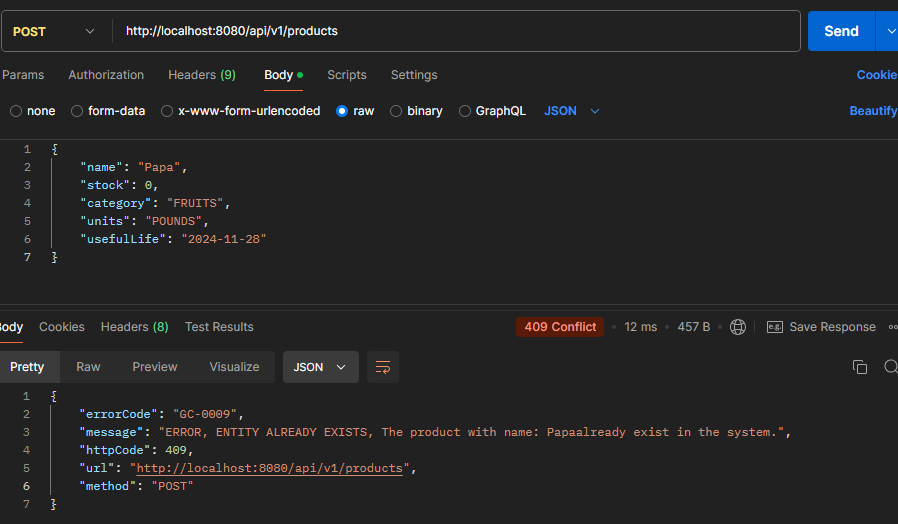 POST http://localhost:8080/api/v1/products Send
Params Authorization Headers (9) Body Scripts Settings Cookie
none form-data x-www-form-urlencoded raw binary GraphQL JSON Beautify
1 {
2 "name": "Papa",
3 "stock": 0,
4 "category": "FRUITS",
5 "units": "POUNDS",
6 "usefulLife": "2024-11-28"
7 }
Body Cookies Headers (8) Test Results 409 Conflict 12 ms 457 B e.g. Save Response
Pretty Raw Preview Visualize JSON
1 {
2 "errorCode": "GC-0009",
3 "message": "ERROR, ENTITY ALREADY EXISTS, The product with name: Papaalready exist in the system.",
4 "httpCode": 409,
5 "url": "http://localhost:8080/api/v1/products",
6 "method": "POST"
7 }